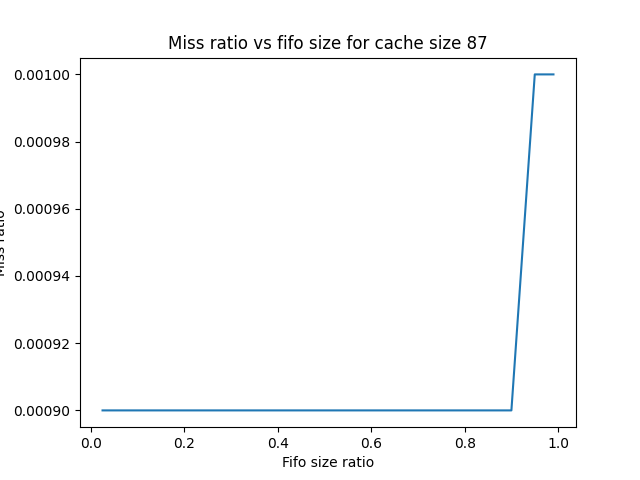 Miss ratio vs fifo size for cache size 87
0.00100
0.00098
0.00096
0.00094
0.00092
0.00090
Miss ratio
0.0 0.2 0.4 0.6 0.8 1.0
Fifo size ratio